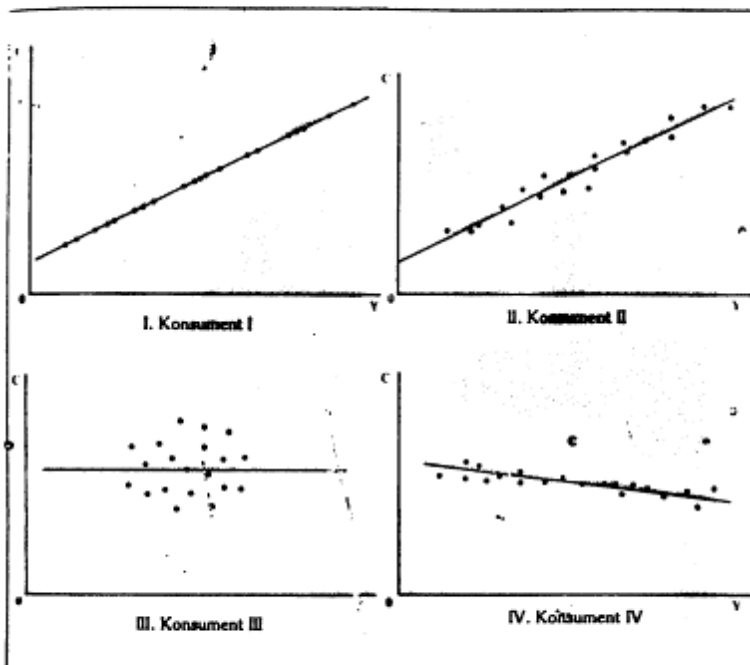 C
0
Y
I. Konsument I
C
0
Y
II. Konsument II
C
0
III. Konsument III
C
0
Y
IV. Konsument IV